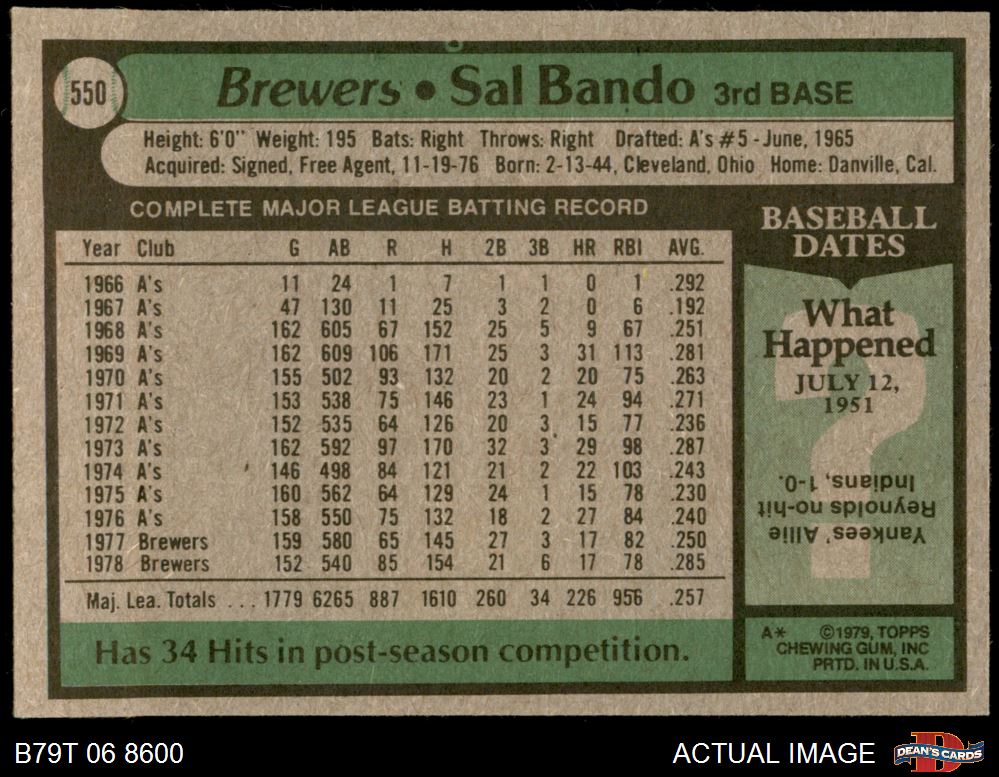 550
Brewers • Sal Bando 3rd BASE
Height: 6'0" Weight: 195 Bats: Right Throws: Right Drafted: A's #5 - June, 1965
Acquired: Signed, Free Agent, 11-19-76 Born: 2-13-44, Cleveland, Ohio Home: Danville, Cal.
COMPLETE MAJOR LEAGUE BATTING RECORD
Year Club G AB R H 2B 3B HR RBI AVG.
1966 A's 11 24 1 7 1 1 0 1 .292
1967 A's 47 130 11 25 3 2 0 6 .192
1968 A's 162 605 67 152 25 5 9 67 .251
1969 A's 162 609 106 171 25 3 31 113 .281
1970 A's 155 502 93 132 20 2 20 75 .263
1971 A's 153 538 75 146 23 1 24 94 .271
1972 A's 152 535 64 126 20 3 15 77 .236
1973 A's 162 592 97 170 32 3 29 98 .287
1974 A's 146 498 84 121 21 2 22 103 .243
1975 A's 160 562 64 129 24 1 15 78 .230
1976 A's 158 550 75 132 18 2 27 84 .240
1977 Brewers 159 580 65 145 27 3 17 82 .250
1978 Brewers 152 540 85 154 21 6 17 78 .285
Maj. Lea. Totals ... 1779 6265 887 1610 260 34 226 956 .257
Has 34 Hits in post-season competition.
BASEBALL
DATES
What
Happened
JULY 12,
1951
?
Yankees' Allie
Reynolds no-hit
Indians, 1-0.
A* ©1979, TOPPS
CHEWING GUM, INC
PRTD. IN U.S.A.
B79T 06 8600
ACTUAL IMAGE
D
DEAN'S CARDS